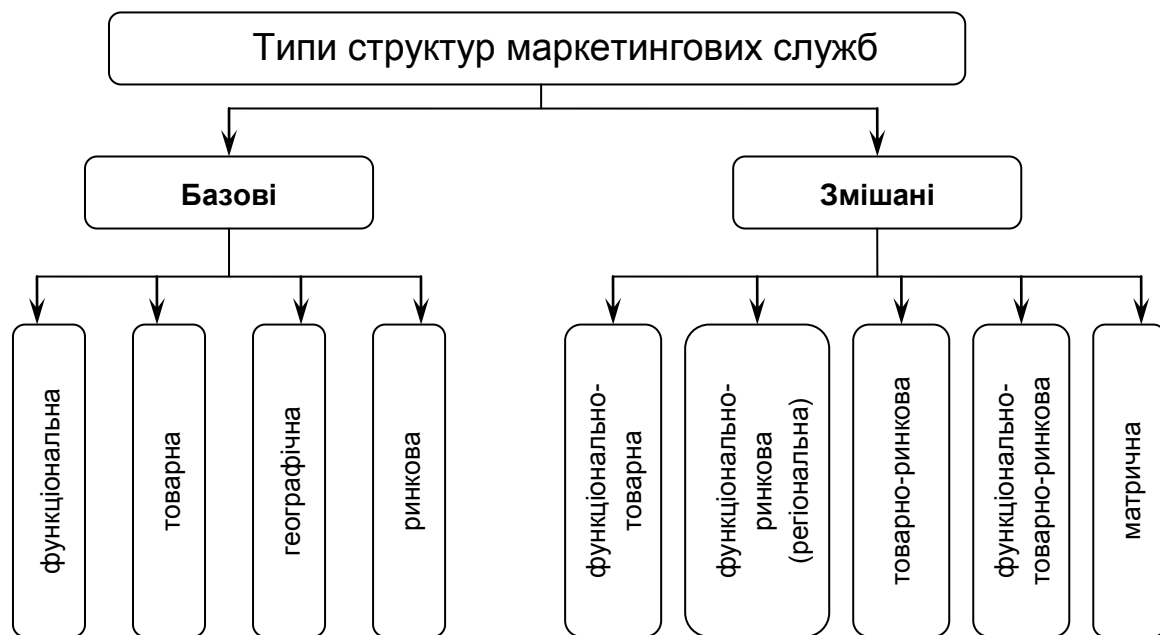 Типи структур маркетингових служб
Базові
Змішані
функціональна
товарна
географічна
ринкова
функціонально-
товарна
функціонально-
ринкова
(регіональна)
товарно-ринкова
функціонально-
товарно-ринкова
матрична